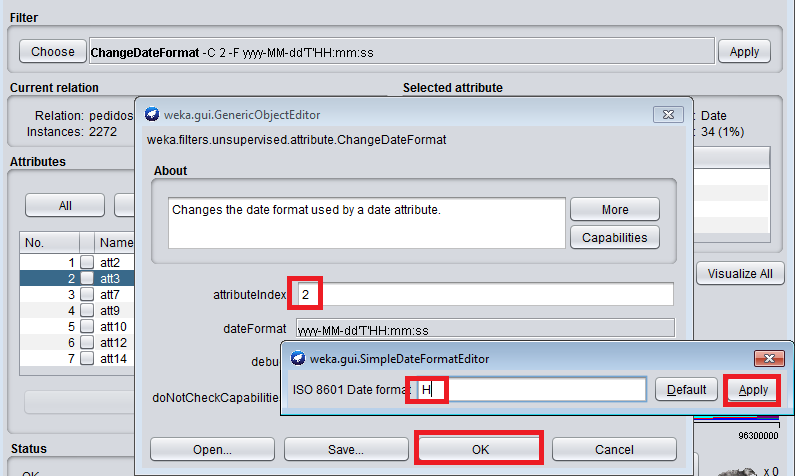 Filter
Choose ChangeDateFormat -C 2 -F yyyy-MM-dd'T'HH:mm:ss Apply
Current relation Selected attribute
weka.gui.GenericObjectEditor
Relation: pedidos : Date
Instances: 2272 : 34 (1%)
weka.filters.unsupervised.attribute.ChangeDateFormat
Attributes
About
All
Changes the date format used by a date attribute. More
Capabilities
No. Name
1 att2
2 att3
3 att7
4 att9
5 att10
6 att12
7 att14
Visualize All
attributeIndex 2
dateFormat yyyy-MM-dd'T'HH:mm:ss
debu
weka.gui.SimpleDateFormatEditor
ISO 8601 Date format H Default Apply
doNotCheckCapabilitie
96300000
Open... Save... OK Cancel
Status
OK
x 0